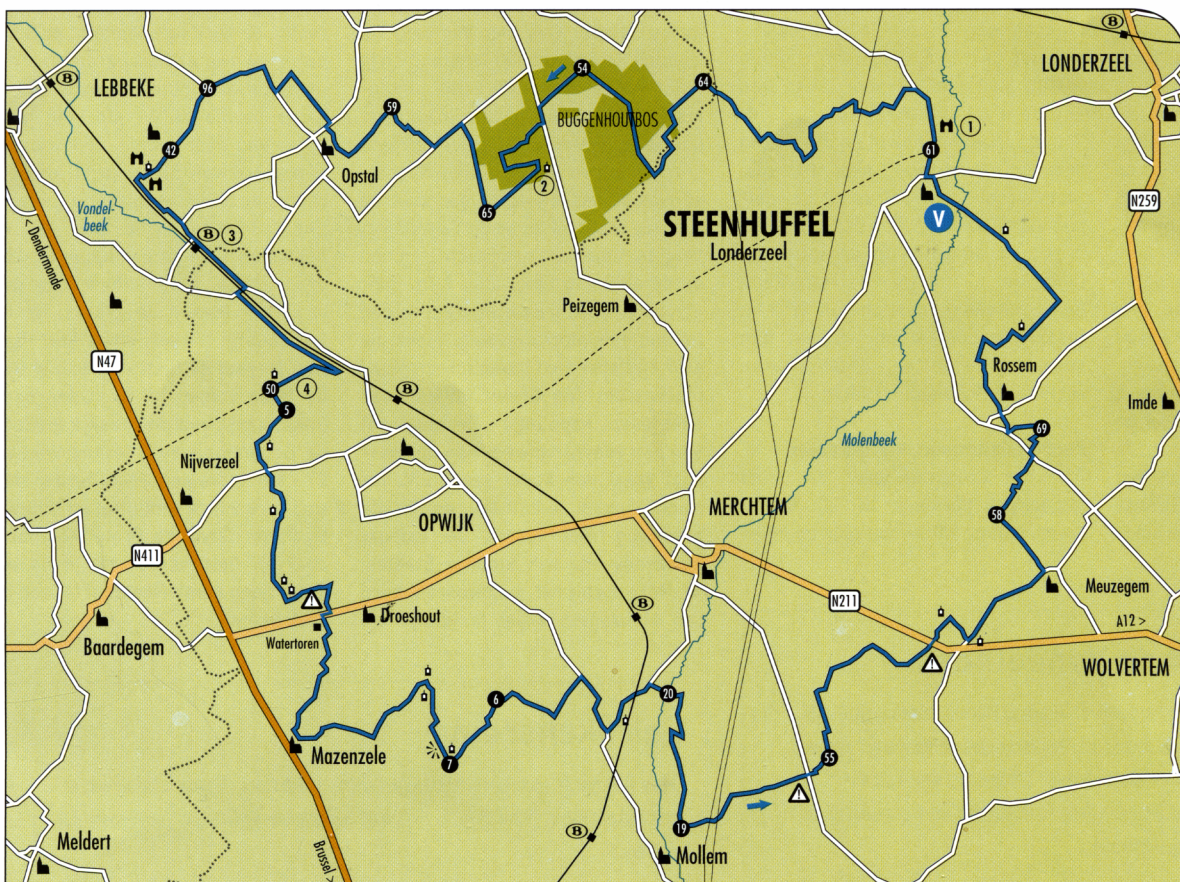 B
LONDERZEEL
B
LEBBEKE
96
54
64
59
BUGGENHOUTBOS
1
42
61
Opstal
2
N259
65
V
Vondel-
beek
STEENHUFFEL
Londerzeel
B
3
< Dendermonde
Peizegem
N47
Rossem
50
4
B
5
Imde
69
Molenbeek
Nijverzeel
MERCHTEM
58
OPWIJK
N411
Meuzegem
N211
B
Droeshout
A12 >
Baardegem
Watertoren
WOLVERTEM
20
6
Mazenzele
7
55
19
B
Meldert
Mollem
Brussel >